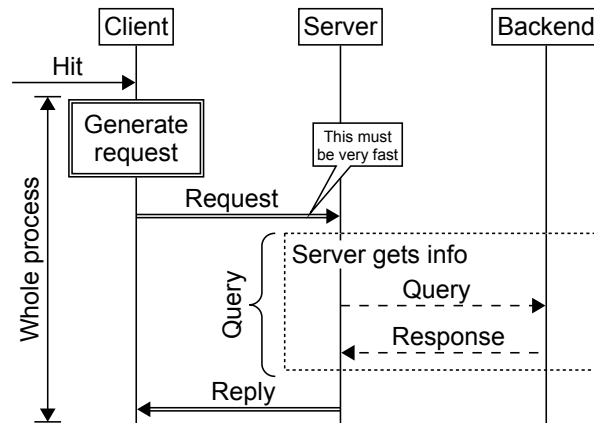 Client
Server
Backend
Hit
Generate
request
This must
be very fast
Request
Whole process
Server gets info
Query
Query
Response
Reply